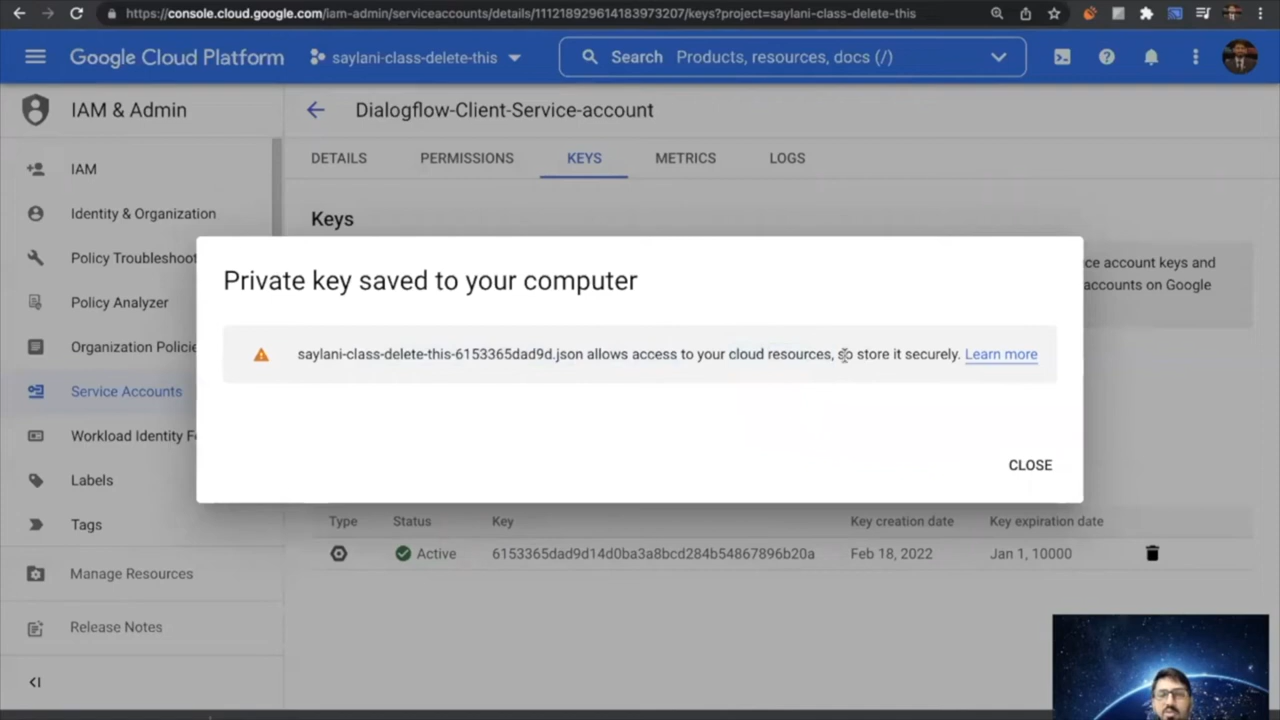 https://console.cloud.google.com/iam-admin/serviceaccounts/details/111218929614183973207/keys?project=saylani-class-delete-this
Google Cloud Platform
saylani-class-delete-this
Search Products, resources, docs (/)
IAM & Admin
Dialogflow-Client-Service-account
DETAILS PERMISSIONS KEYS METRICS LOGS
IAM
Identity & Organization
Keys
Policy Troubleshoot
ce account keys and
accounts on Google
Private key saved to your computer
Policy Analyzer
Organization Policie
saylani-class-delete-this-6153365dad9d.json allows access to your cloud resources, so store it securely. Learn more
Service Accounts
Workload Identity F
CLOSE
Labels
Tags
Type Status Key Key creation date Key expiration date
Active 6153365dad9d14d0ba3a8bcd284b54867896b20a Feb 18, 2022 Jan 1, 10000
Manage Resources
Release Notes